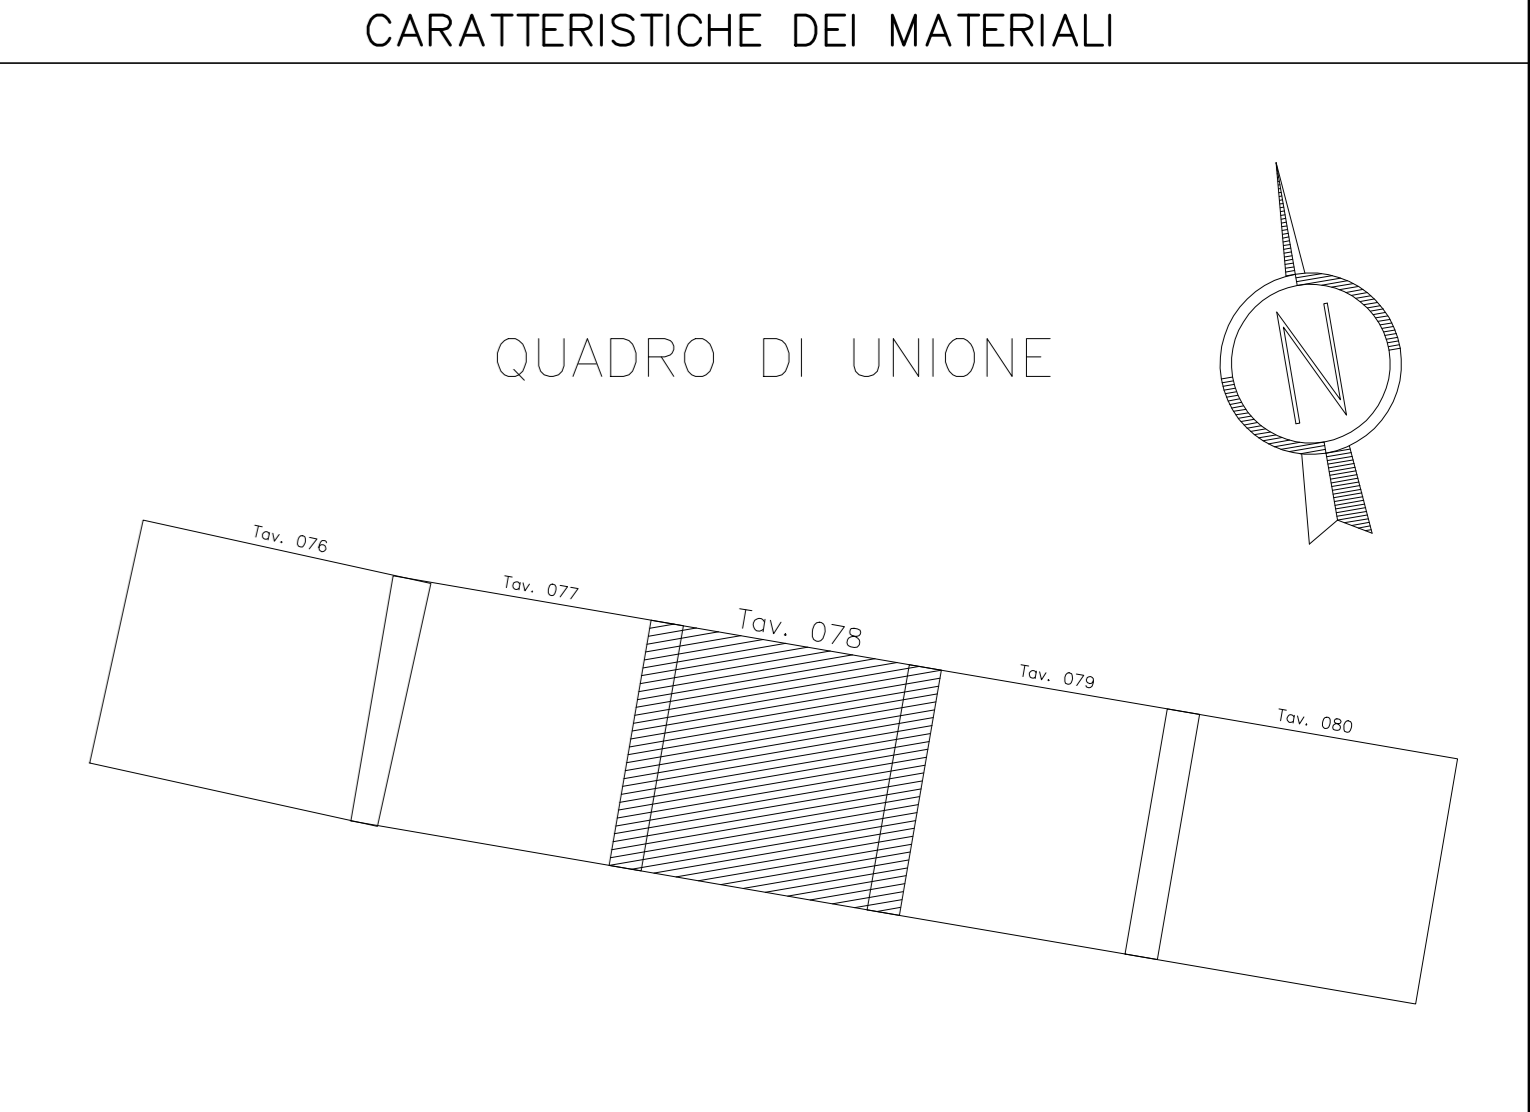 CARATTERISTICHE DEI MATERIALI
N
QUADRO DI UNIONE
Tav. 076
Tav. 077
Tav. 078
Tav. 079
Tav. 080